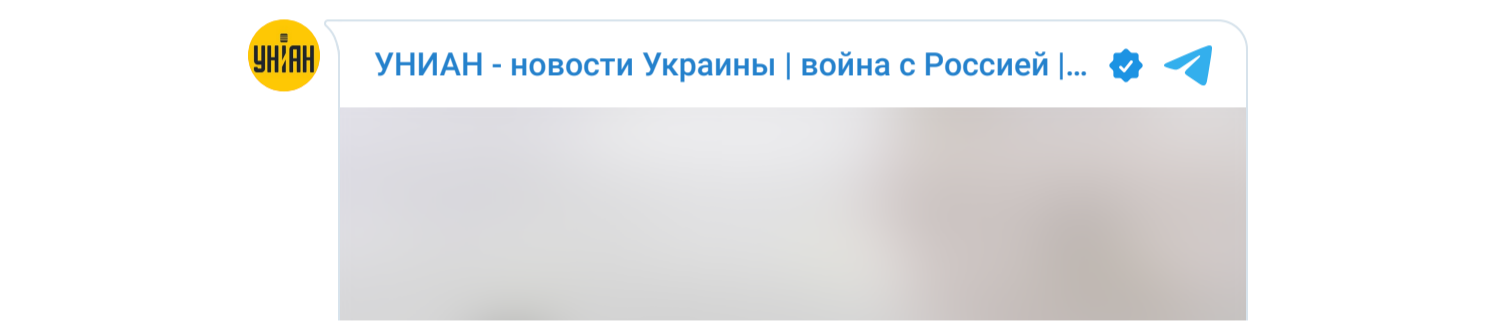 УНІАН
УНИАН - новости Украины | война с Россией |...